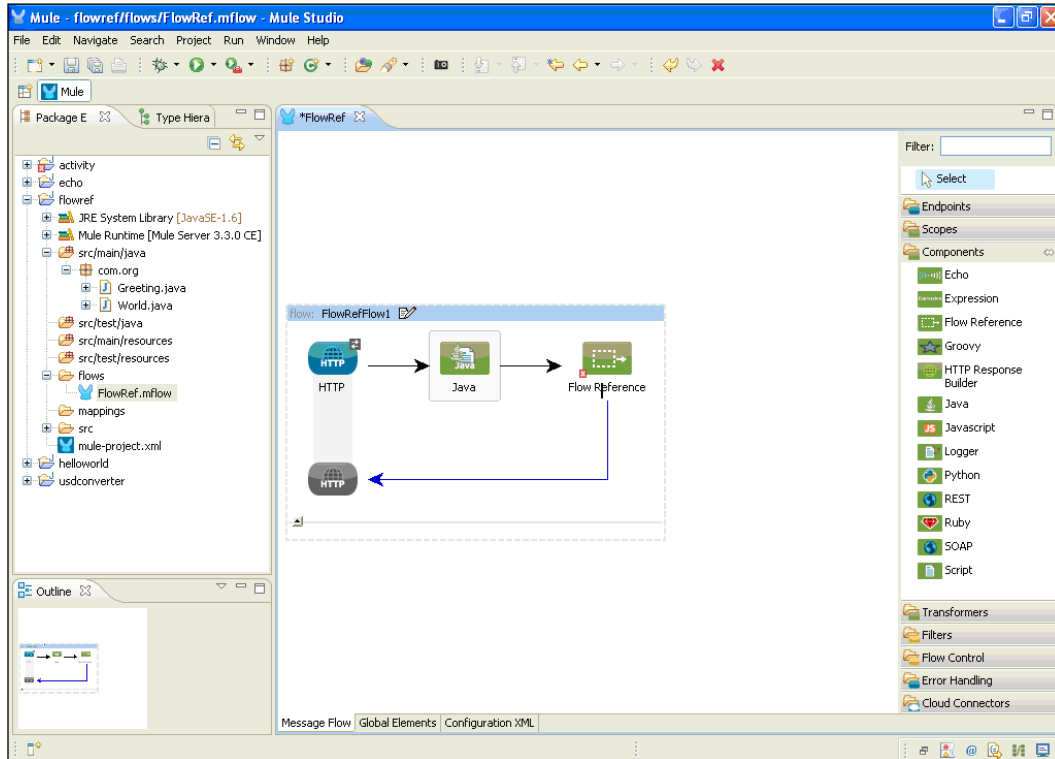 Mule - flowref/flows/FlowRef.mflow - Mule Studio
File Edit Navigate Search Project Run Window Help
Mule
Package E
Type Hiera
*FlowRef
activity
echo
flowref
JRE System Library [JavaSE-1.6]
Mule Runtime [Mule Server 3.3.0 CE]
src/main/java
com.org
Greeting.java
World.java
src/test/java
src/main/resources
src/test/resources
flows
FlowRef.mflow
mappings
src
mule-project.xml
helloworld
usdconverter
Outline
flow: FlowRefFlow1
HTTP
Java
HTTP
Java
Flow Reference
HTTP
Message Flow Global Elements Configuration XML
Filter:
Select
Endpoints
Scopes
Components
Echo
Expression
Flow Reference
Groovy
HTTP Response
Builder
Java
JS Javascript
Logger
Python
REST
Ruby
SOAP
Script
Transformers
Filters
Flow Control
Error Handling
Cloud Connectors